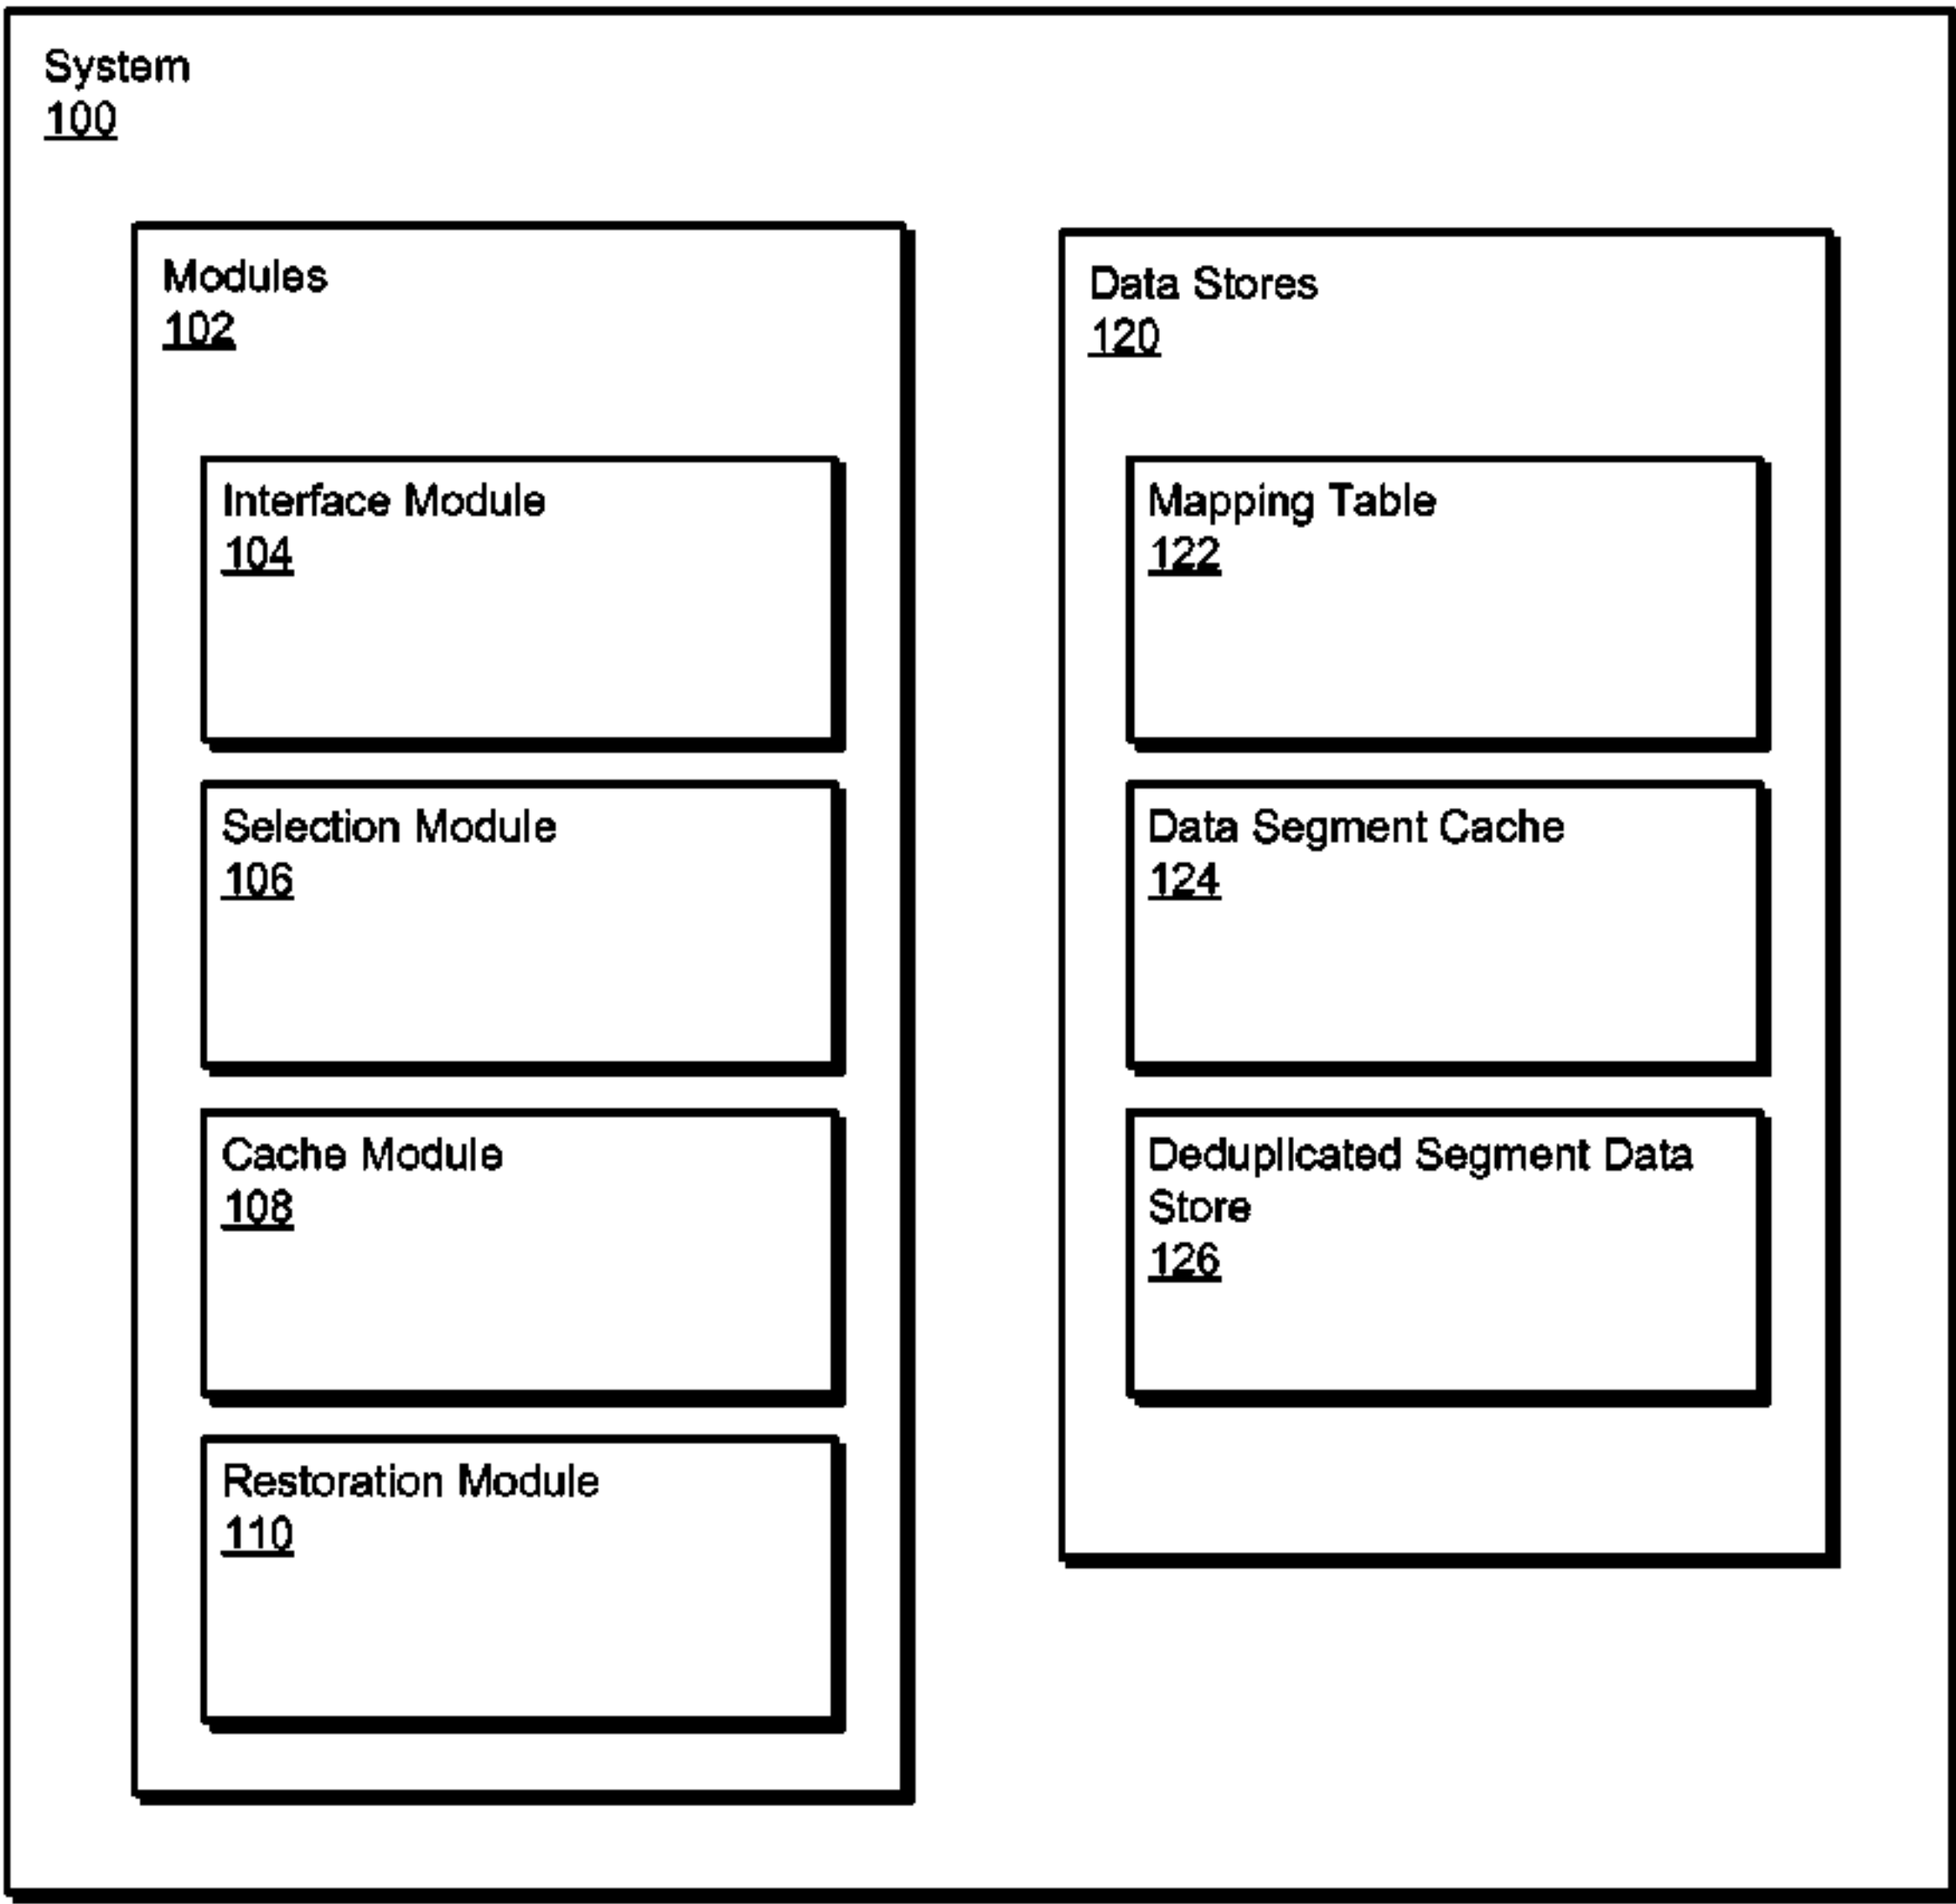 System
100
Modules
102
Interface Module
104
Selection Module
106
Cache Module
108
Restoration Module
110
Data Stores
120
Mapping Table
122
Data Segment Cache
124
Deduplicated Segment Data
Store
126